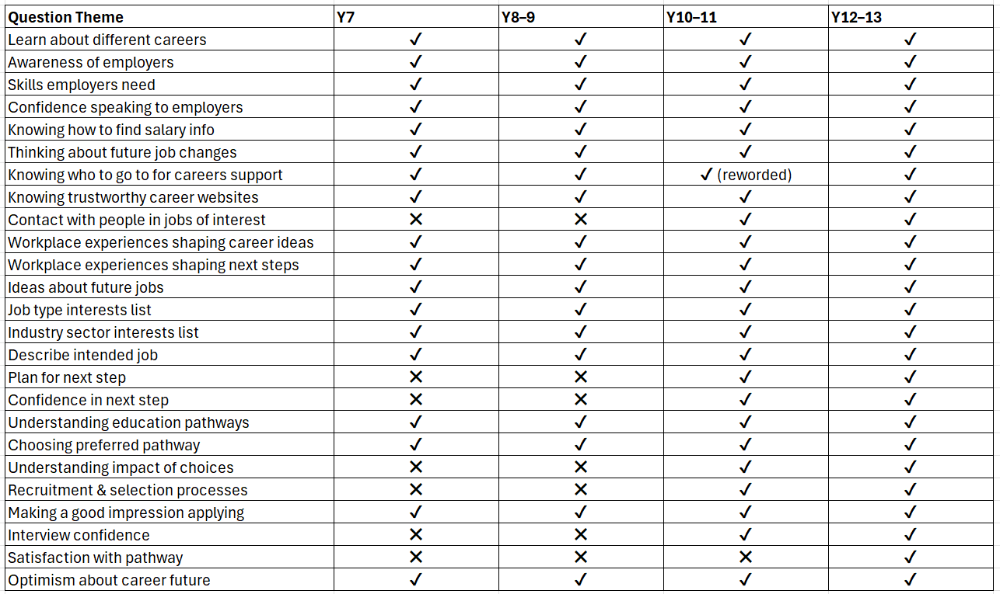 Question Theme Y7 Y8–9 Y10–11 Y12–13
Learn about different careers ✓ ✓ ✓ ✓
Awareness of employers ✓ ✓ ✓ ✓
Skills employers need ✓ ✓ ✓ ✓
Confidence speaking to employers ✓ ✓ ✓ ✓
Knowing how to find salary info ✓ ✓ ✓ ✓
Thinking about future job changes ✓ ✓ ✓ ✓
Knowing who to go to for careers support ✓ ✓ ✓ (reworded) ✓
Knowing trustworthy career websites ✓ ✓ ✓ ✓
Contact with people in jobs of interest ✕ ✕ ✓ ✓
Workplace experiences shaping career ideas ✓ ✓ ✓ ✓
Workplace experiences shaping next steps ✓ ✓ ✓ ✓
Ideas about future jobs ✓ ✓ ✓ ✓
Job type interests list ✓ ✓ ✓ ✓
Industry sector interests list ✓ ✓ ✓ ✓
Describe intended job ✓ ✓ ✓ ✓
Plan for next step ✕ ✕ ✓ ✓
Confidence in next step ✕ ✕ ✓ ✓
Understanding education pathways ✓ ✓ ✓ ✓
Choosing preferred pathway ✓ ✓ ✓ ✓
Understanding impact of choices ✕ ✕ ✓ ✓
Recruitment & selection processes ✕ ✕ ✓ ✓
Making a good impression applying ✓ ✓ ✓ ✓
Interview confidence ✕ ✕ ✓ ✓
Satisfaction with pathway ✕ ✕ ✕ ✓
Optimism about career future ✓ ✓ ✓ ✓